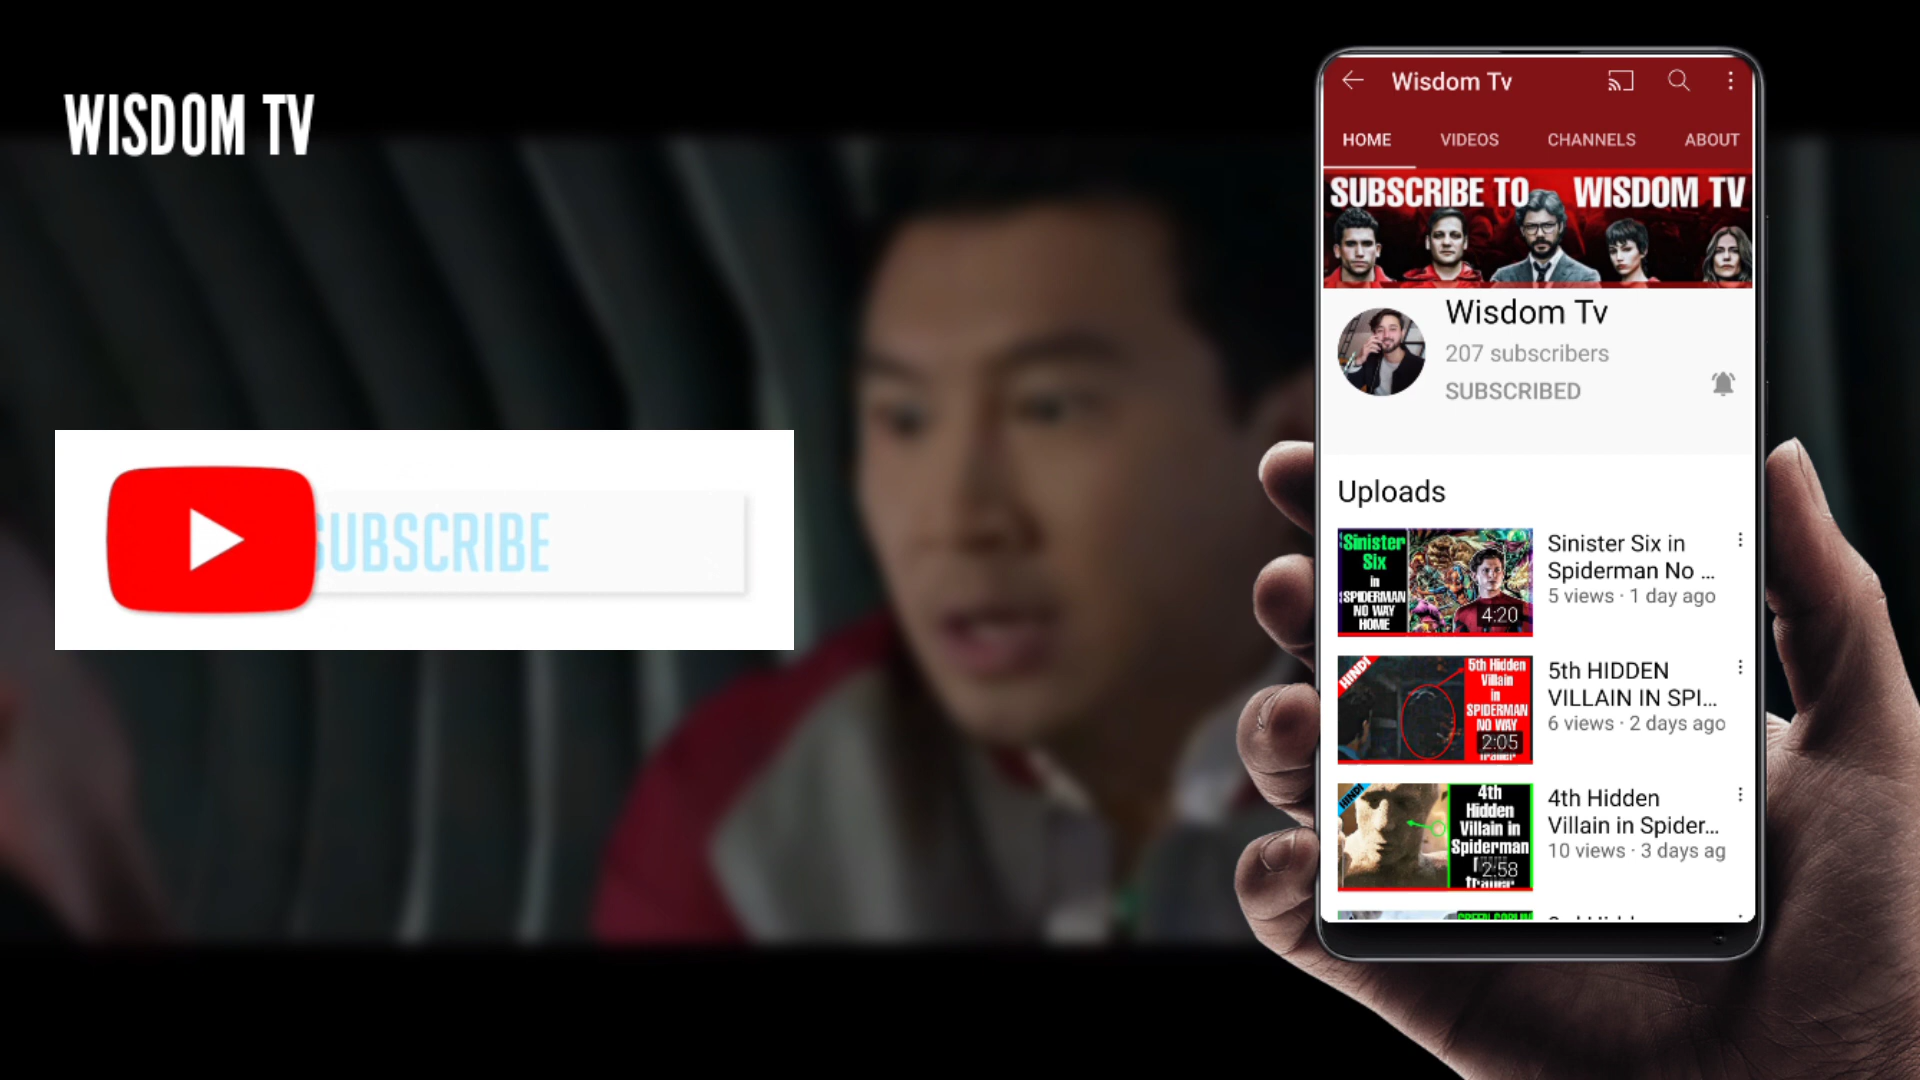 WISDOM TV
SUBSCRIBE
Wisdom Tv
HOME VIDEOS CHANNELS ABOUT
SUBSCRIBE TO WISDOM TV
Wisdom Tv
207 subscribers
SUBSCRIBED
Uploads
Sinister
Six
in
SPIDERMAN
NO WAY
HOME
4:20
Sinister Six in
Spiderman No ...
5 views · 1 day ago
HINDI
5th Hidden
Villain
in
SPIDERMAN
NO WAY
2:05
trailer
5th HIDDEN
VILLAIN IN SPI...
6 views · 2 days ago
HINDI
4th
Hidden
Villain in
Spiderman
2:58
trailer
4th Hidden
Villain in Spider...
10 views · 3 days ag
GREEN GOBLIN